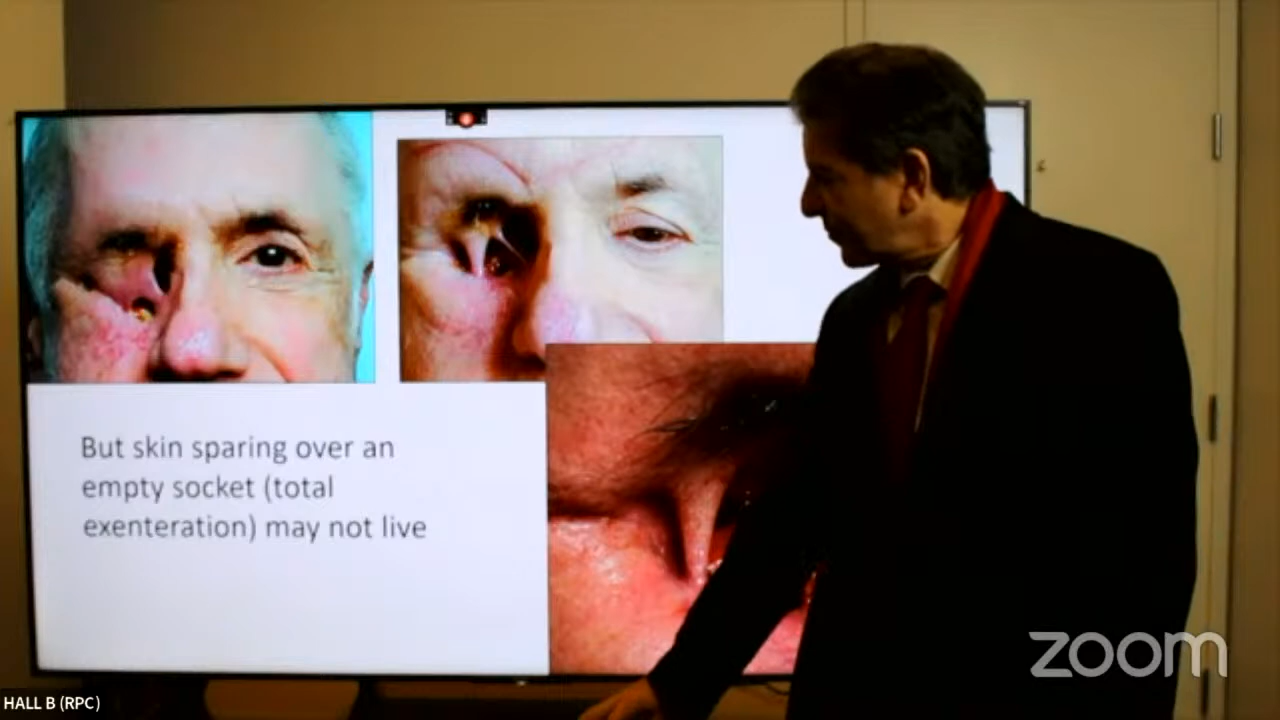 But skin sparing over an
empty socket (total
exenteration) may not live
zoom
HALL B (RPC)